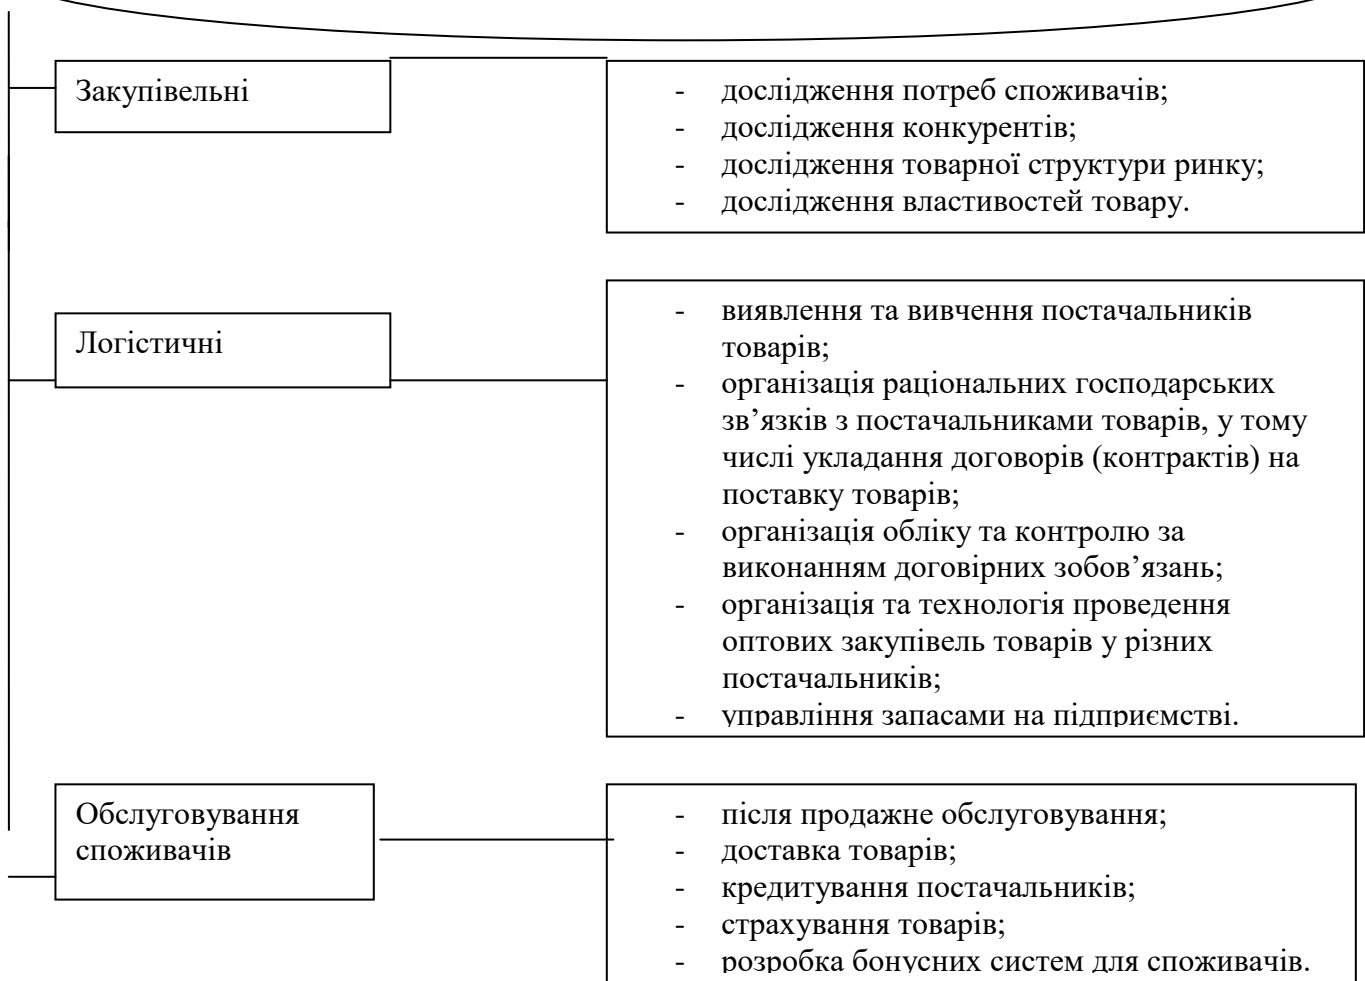 Закупівельні
- дослідження потреб споживачів;
- дослідження конкурентів;
- дослідження товарної структури ринку;
- дослідження властивостей товару.
Логістичні
- виявлення та вивчення постачальників
товарів;
- організація раціональних господарських
зв’язків з постачальниками товарів, у тому
числі укладання договорів (контрактів) на
поставку товарів;
- організація обліку та контролю за
виконанням договірних зобов’язань;
- організація та технологія проведення
оптових закупівель товарів у різних
постачальників;
- управління запасами на підприємстві.
Обслуговування
споживачів
- після продажне обслуговування;
- доставка товарів;
- кредитування постачальників;
- страхування товарів;
- розробка бонусних систем для споживачів.